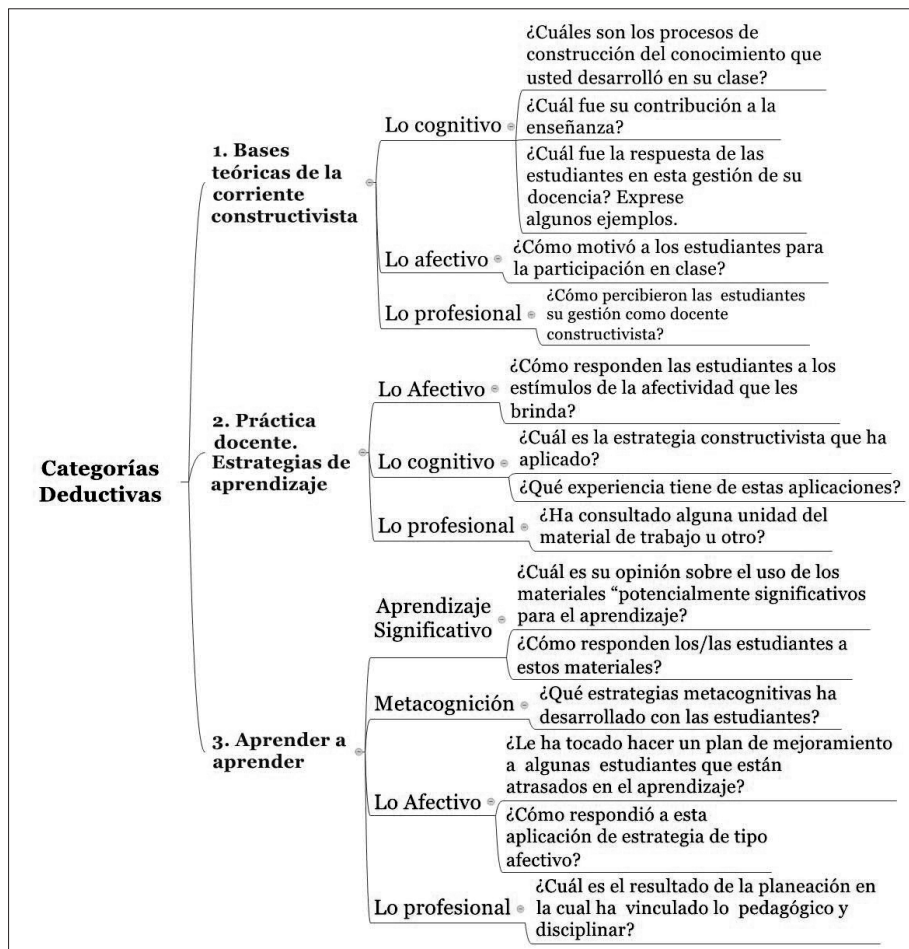 Categorías
Deductivas
1. Bases
teóricas de la
corriente
constructivista
Lo cognitivo
¿Cuáles son los procesos de
construcción del conocimiento que
usted desarrolló en su clase?
¿Cuál fue su contribución a la
enseñanza?
¿Cuál fue la respuesta de las
estudiantes en esta gestión de su
docencia? Exprese
algunos ejemplos.
Lo afectivo
¿Cómo motivó a los estudiantes para
la participación en clase?
Lo profesional
¿Cómo percibieron las estudiantes
su gestión como docente
constructivista?
2. Práctica
docente.
Estrategias de
aprendizaje
Lo Afectivo
¿Cómo responden las estudiantes a los
estímulos de la afectividad que les
brinda?
Lo cognitivo
¿Cuál es la estrategia constructivista que ha
aplicado?
¿Qué experiencia tiene de estas aplicaciones?
Lo profesional
¿Ha consultado alguna unidad del
material de trabajo u otro?
3. Aprender a
aprender
Aprendizaje
Significativo
¿Cuál es su opinión sobre el uso de los
materiales “potencialmente significativos
para el aprendizaje?
¿Cómo responden los/las estudiantes a
estos materiales?
Metacognición
¿Qué estrategias metacognitivas ha
desarrollado con las estudiantes?
Lo Afectivo
¿Le ha tocado hacer un plan de mejoramiento
a algunas estudiantes que están
atrasados en el aprendizaje?
¿Cómo respondió a esta
aplicación de estrategia de tipo
afectivo?
Lo profesional
¿Cuál es el resultado de la planeación en
la cual ha vinculado lo pedagógico y
disciplinar?